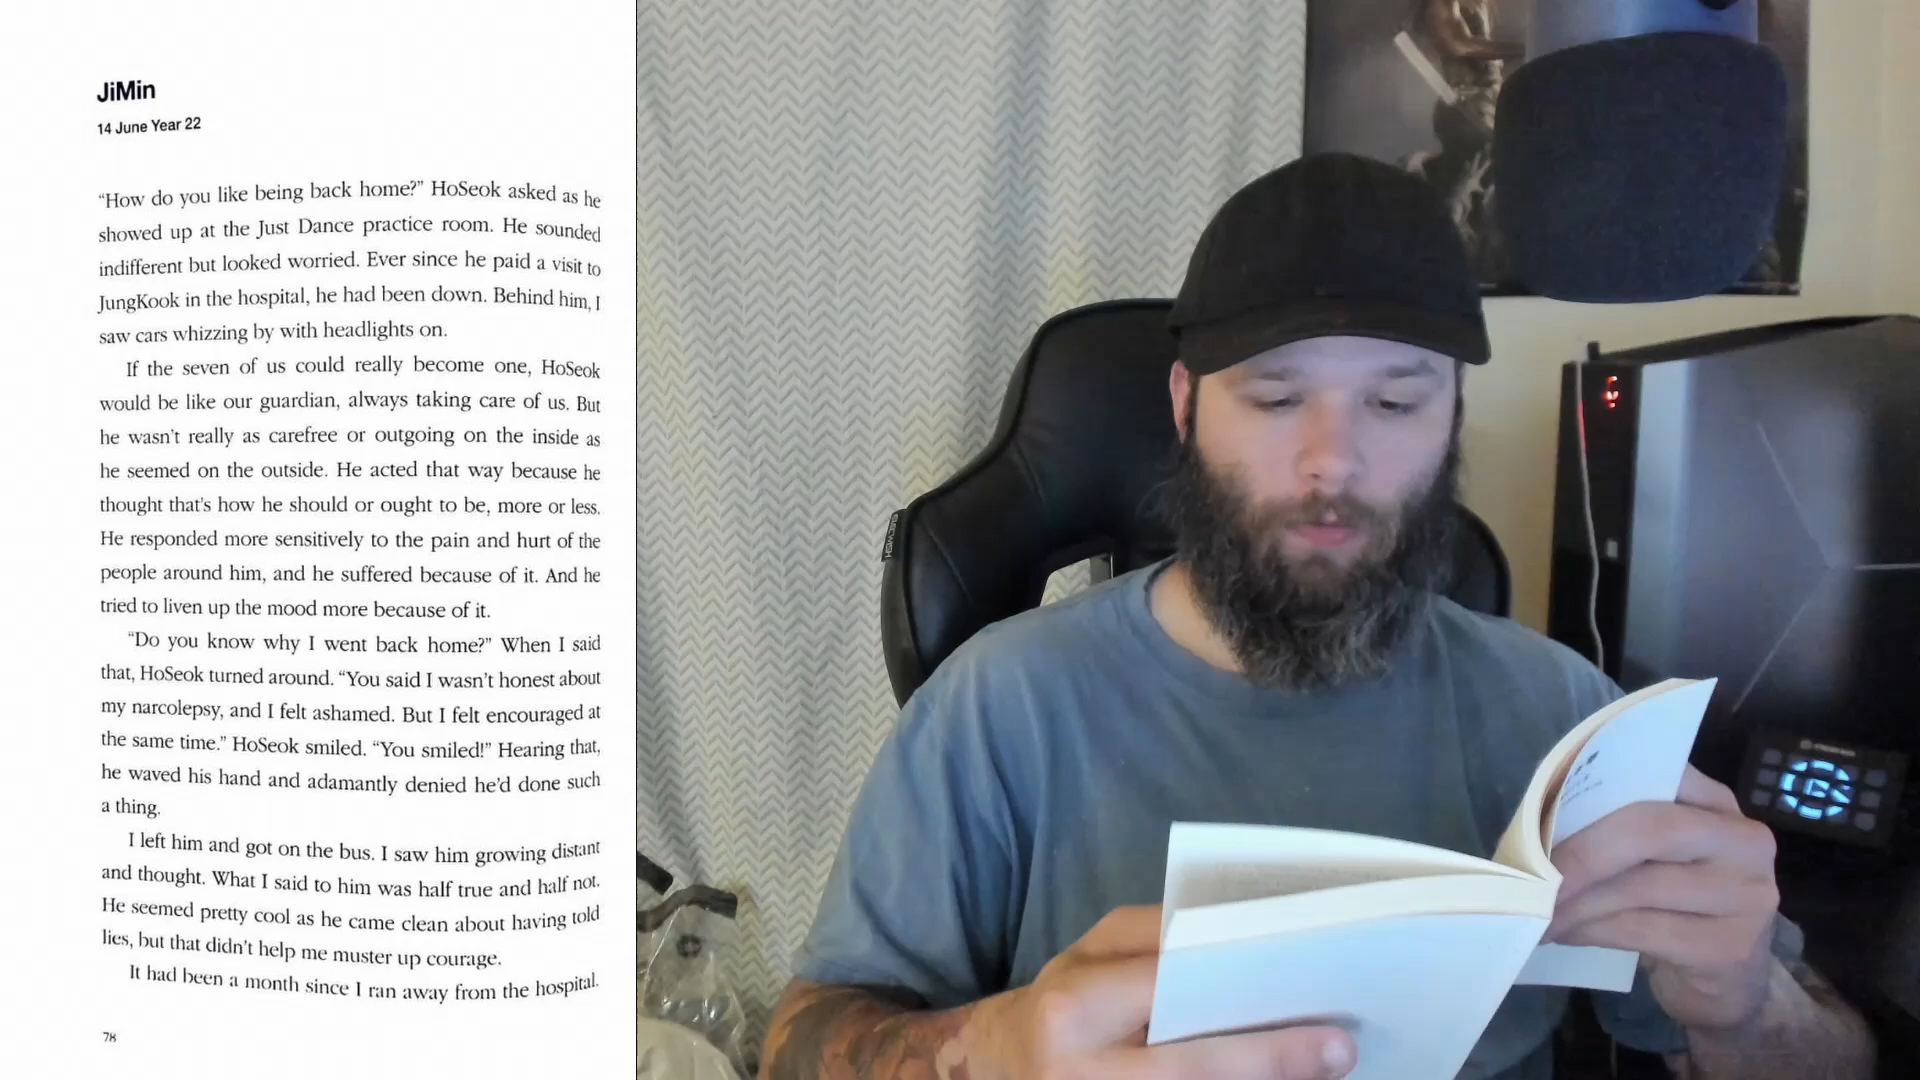 JiMin
14 June Year 22
“How do you like being back home?” HoSeok asked as he
showed up at the Just Dance practice room. He sounded
indifferent but looked worried. Ever since he paid a visit to
JungKook in the hospital, he had been down. Behind him, I
saw cars whizzing by with headlights on.
If the seven of us could really become one, HoSeok
would be like our guardian, always taking care of us. But
he wasn't really as carefree or outgoing on the inside as
he seemed on the outside. He acted that way because he
thought that's how he should or ought to be, more or less.
He responded more sensitively to the pain and hurt of the
people around him, and he suffered because of it. And he
tried to liven up the mood more because of it.
“Do you know why I went back home?” When I said
that, HoSeok turned around. “You said I wasn't honest about
my narcolepsy, and I felt ashamed. But I felt encouraged at
the same time.” HoSeok smiled. “You smiled!” Hearing that,
he waved his hand and adamantly denied he'd done such
a thing.
I left him and got on the bus. I saw him growing distant
and thought. What I said to him was half true and half not.
He seemed pretty cool as he came clean about having told
lies, but that didn't help me muster up courage.
It had been a month since I ran away from the hospital.
78